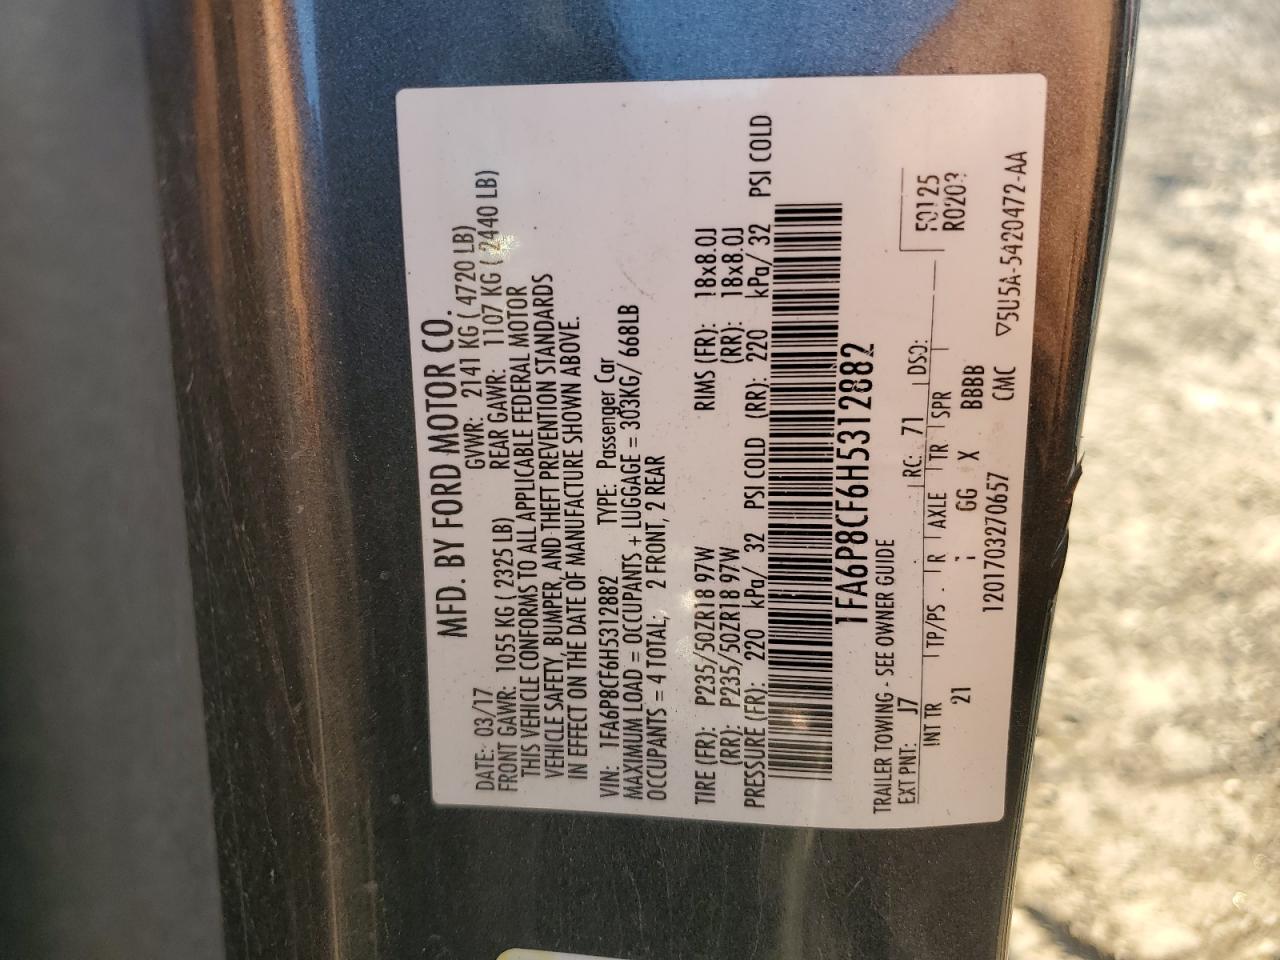 MFD. BY FORD MOTOR CO.
DATE: 03/17 GVWR: 2141 KG ( 4720 LB)
FRONT GAWR: 1055 KG ( 2325 LB) REAR GAWR: 1107 KG ( 2440 LB)
THIS VEHICLE CONFORMS TO ALL APPLICABLE FEDERAL MOTOR
VEHICLE SAFETY, BUMPER, AND THEFT PREVENTION STANDARDS
IN EFFECT ON THE DATE OF MANUFACTURE SHOWN ABOVE.
VIN: 1FA6P8CF6H5312882 TYPE: Passenger Car
MAXIMUM LOAD = OCCUPANTS + LUGGAGE = 303KG/ 668LB
OCCUPANTS = 4 TOTAL; 2 FRONT, 2 REAR
TIRE (FR): P235/50ZR18 97W RIMS (FR): 18x8.0J
(RR): P235/50ZR18 97W (RR): 18x8.0J
PRESSURE (FR): 220 kPa/ 32 PSI COLD (RR): 220 kPa/ 32 PSI COLD
1FA6P8CF6H5312882
TRAILER TOWING - SEE OWNER GUIDE
EXT PNT: J7 RC: 71 DSO: F0125
INT TR TP/PS R AXLE TR SPR R0203
21 GG X BBBB
1201703270657 CMC ▽5U5A-5420472-AA